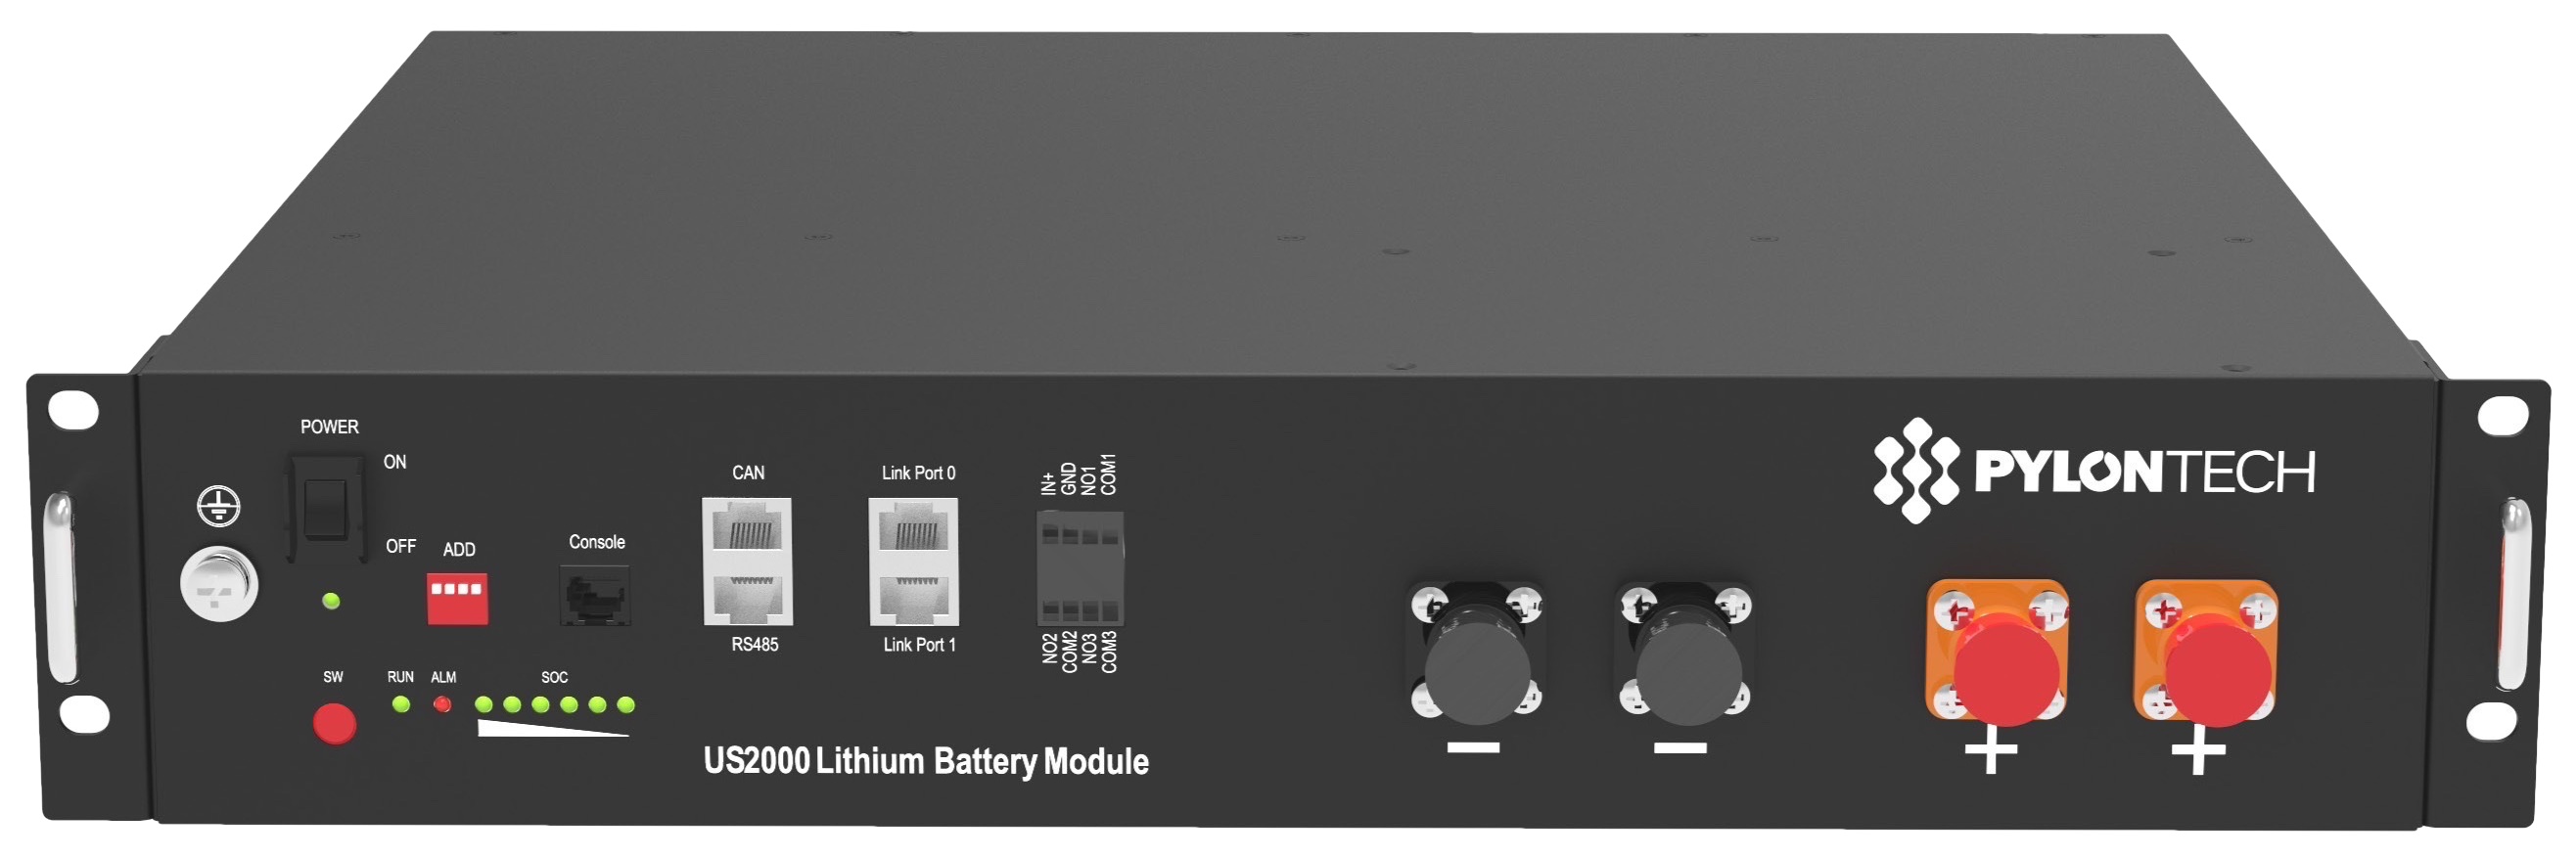 POWER
ON
OFF
ADD
Console
CAN
RS485
Link Port 0
Link Port 1
IN+
GND
NO1
COM1
NO2
COM2
NO3
COM3
SW
RUN
ALM
SOC
US2000 Lithium Battery Module
PYLONTECH
− − + +